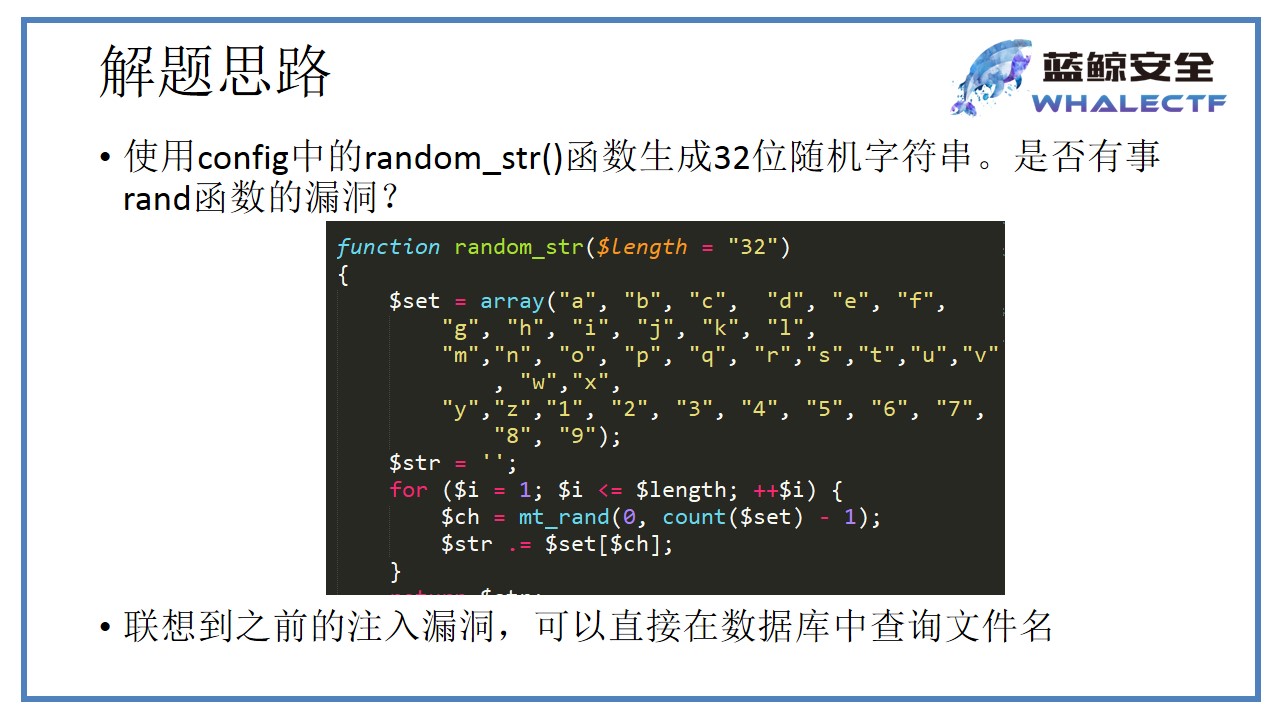 解题思路
蓝鲸安全
WHALECTF
• 使用config中的random_str()函数生成32位随机字符串。是否有事
rand函数的漏洞？
function random_str($length = "32")
{
    $set = array("a", "b", "c",  "d", "e", "f",
        "g", "h", "i", "j", "k", "l",
        "m","n", "o", "p", "q", "r","s","t","u","v"
            , "w","x",
        "y","z","1", "2", "3", "4", "5", "6", "7",
            "8", "9");
    $str = '';
    for ($i = 1; $i <= $length; ++$i) {
        $ch = mt_rand(0, count($set) - 1);
        $str .= $set[$ch];
    }
• 联想到之前的注入漏洞，可以直接在数据库中查询文件名